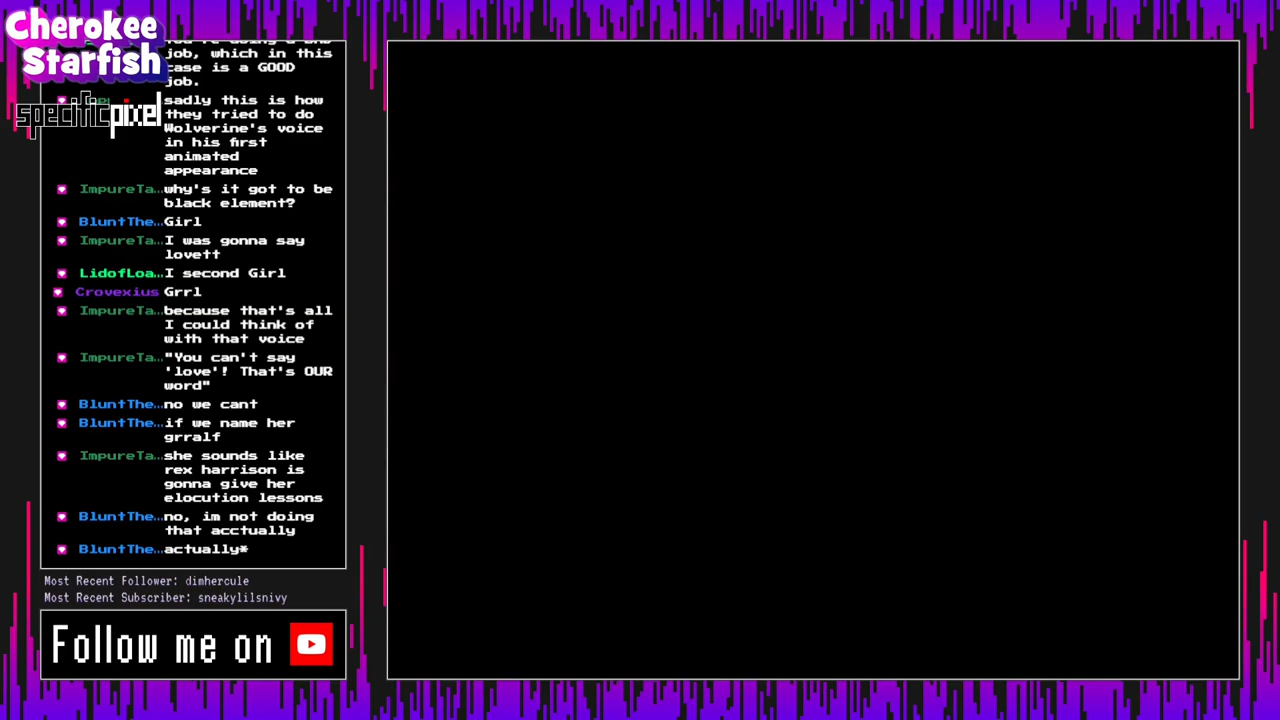 Cherokee
Starfish
job, which in this
case is a GOOD
job.
specificpixel
sadly this is how
they tried to do
Wolverine's voice
in his first
animated
appearance
ImpureTa… why's it got to be
black element?
BluntThe… Girl
ImpureTa… I was gonna say
lovett
LidofLoa… I second Girl
Crovexius Grrl
ImpureTa… because that's all
I could think of
with that voice
ImpureTa… "You can't say
'love'! That's OUR
word"
BluntThe… no we cant
BluntThe… if we name her
grralf
ImpureTa… she sounds like
rex harrison is
gonna give her
elocution lessons
BluntThe… no, im not doing
that acctually
BluntThe… actually*
Most Recent Follower: dimhercule
Most Recent Subscriber: sneakylilsnivy
Follow me on